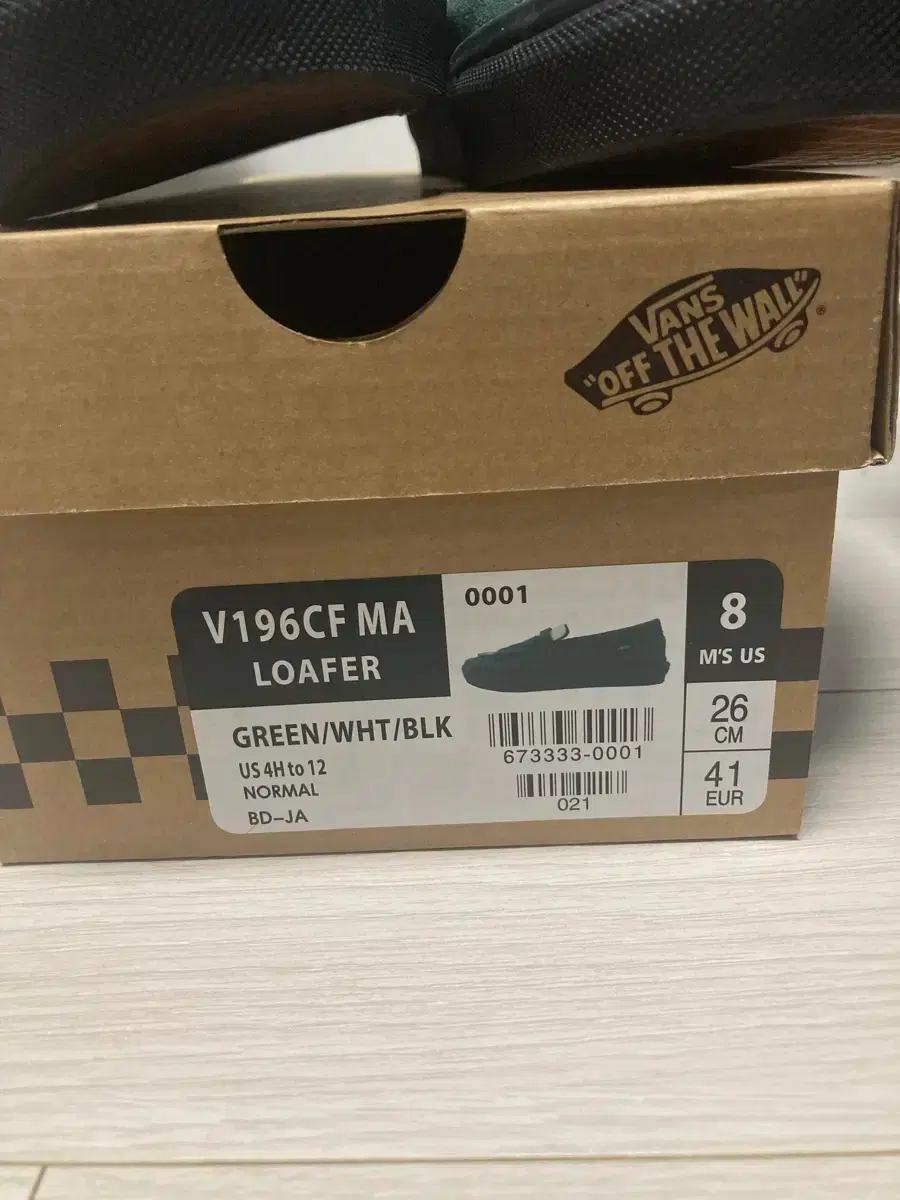 VANS
"OFF THE WALL"
®
V196CF MA
LOAFER
0001
8
M'S US
GREEN/WHT/BLK
US 4H to 12
NORMAL
BD-JA
673333-0001
021
26
CM
41
EUR